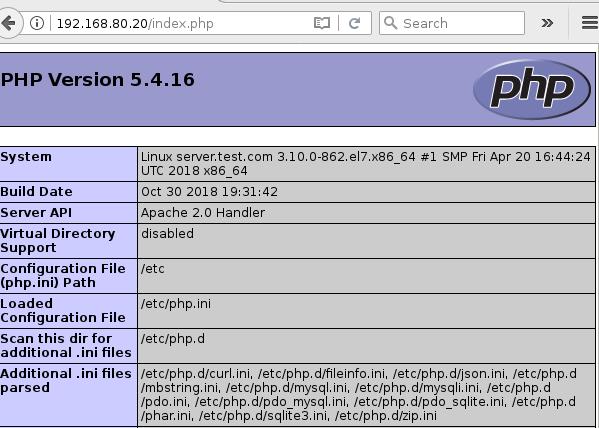 192.168.80.20/index.php
Search
PHP Version 5.4.16
php
System
Linux server.test.com 3.10.0-862.el7.x86_64 #1 SMP Fri Apr 20 16:44:24
UTC 2018 x86_64
Build Date
Oct 30 2018 19:31:42
Server API
Apache 2.0 Handler
Virtual Directory
Support
disabled
Configuration File
(php.ini) Path
/etc
Loaded
Configuration File
/etc/php.ini
Scan this dir for
additional .ini files
/etc/php.d
Additional .ini files
parsed
/etc/php.d/curl.ini, /etc/php.d/fileinfo.ini, /etc/php.d/json.ini, /etc/php.d
/mbstring.ini, /etc/php.d/mysql.ini, /etc/php.d/mysqli.ini, /etc/php.d
/pdo.ini, /etc/php.d/pdo_mysql.ini, /etc/php.d/pdo_sqlite.ini, /etc/php.d
/phar.ini, /etc/php.d/sqlite3.ini, /etc/php.d/zip.ini